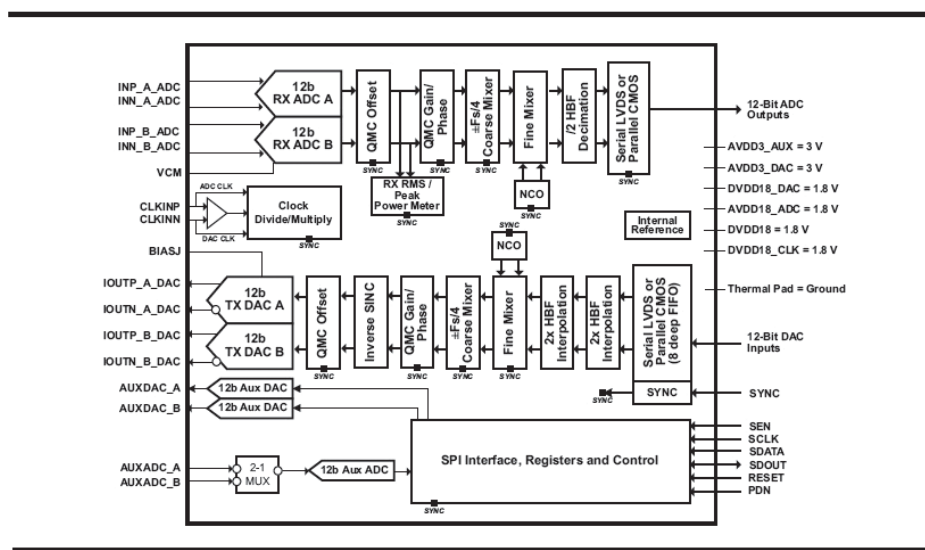 INP_A_ADC
INN_A_ADC
INP_B_ADC
INN_B_ADC
VCM
CLKINP
CLKINN
BIASJ
IOUTP_A_DAC
IOUTN_A_DAC
IOUTP_B_DAC
IOUTN_B_DAC
AUXDAC_A
AUXDAC_B
AUXADC_A
AUXADC_B
12b
RX ADC A
12b
RX ADC B
QMC Offset
SYNC
QMC Gain/
Phase
SYNC
±Fs/4
Coarse Mixer
SYNC
Fine Mixer
/2 HBF
Decimation
Serial LVDS or
Parallel CMOS
SYNC
RX RMS /
Peak
Power Meter
SYNC
NCO
SYNC
ADC CLK
DAC CLK
Clock
Divide/Multiply
SYNC
Internal
Reference
SYNC
NCO
12b
TX DAC A
12b
TX DAC B
QMC Offset
SYNC
Inverse SINC
QMC Gain/
Phase
SYNC
±Fs/4
Coarse Mixer
SYNC
Fine Mixer
2x HBF
Interpolation
2x HBF
Interpolation
Serial LVDS or
Parallel CMOS
(8 deep FIFO)
SYNC
SYNC
12b Aux DAC
12b Aux DAC
2-1
MUX
12b Aux ADC
SPI Interface, Registers and Control
SYNC
12-Bit ADC
Outputs
AVDD3_AUX = 3 V
AVDD3_DAC = 3 V
DVDD18_DAC = 1.8 V
AVDD18_ADC = 1.8 V
DVDD18 = 1.8 V
DVDD18_CLK = 1.8 V
Thermal Pad = Ground
12-Bit DAC
Inputs
SYNC
SEN
SCLK
SDATA
SDOUT
RESET
PDN